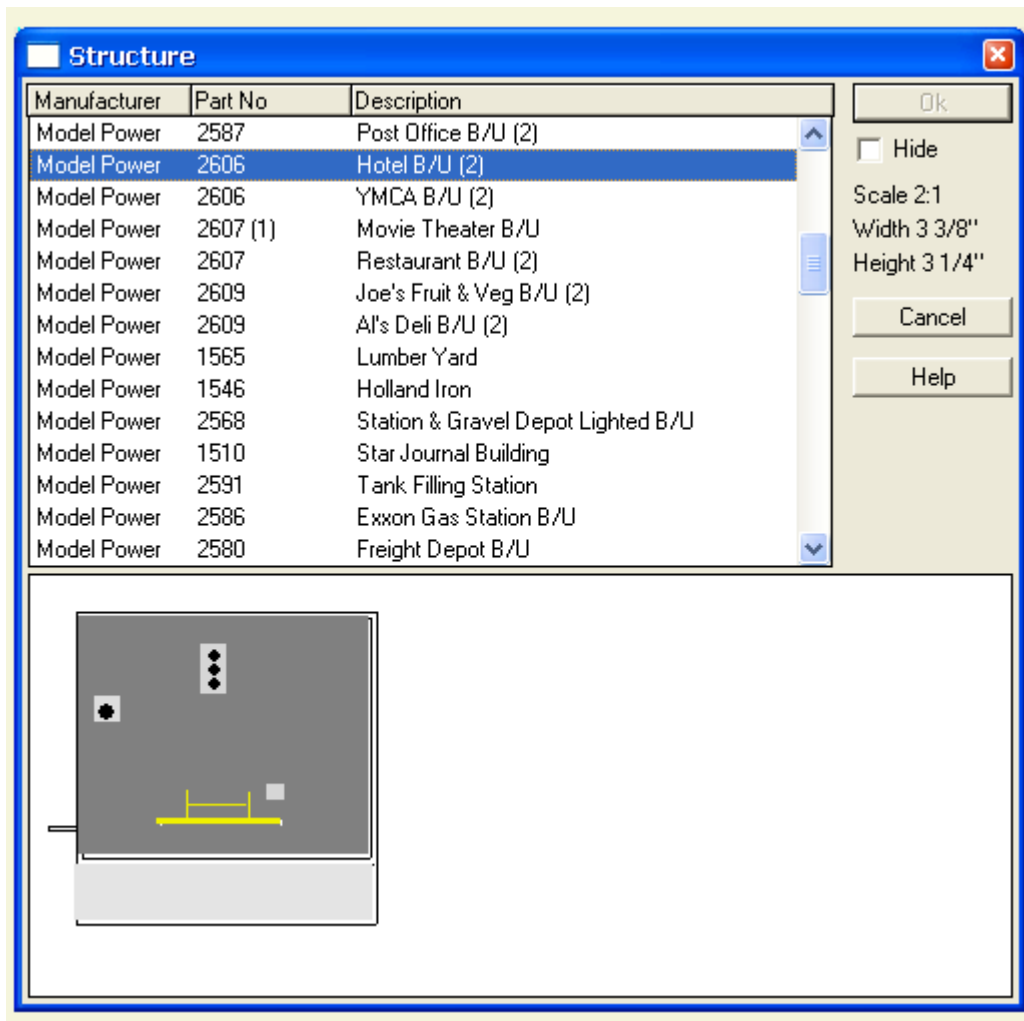 Structure
Manufacturer Part No Description
Model Power 2587 Post Office B/U (2)
Model Power 2606 Hotel B/U (2)
Model Power 2606 YMCA B/U (2)
Model Power 2607 (1) Movie Theater B/U
Model Power 2607 Restaurant B/U (2)
Model Power 2609 Joe's Fruit & Veg B/U (2)
Model Power 2609 Al's Deli B/U (2)
Model Power 1565 Lumber Yard
Model Power 1546 Holland Iron
Model Power 2568 Station & Gravel Depot Lighted B/U
Model Power 1510 Star Journal Building
Model Power 2591 Tank Filling Station
Model Power 2586 Exxon Gas Station B/U
Model Power 2580 Freight Depot B/U
Ok
Hide
Scale 2:1
Width 3 3/8"
Height 3 1/4"
Cancel
Help